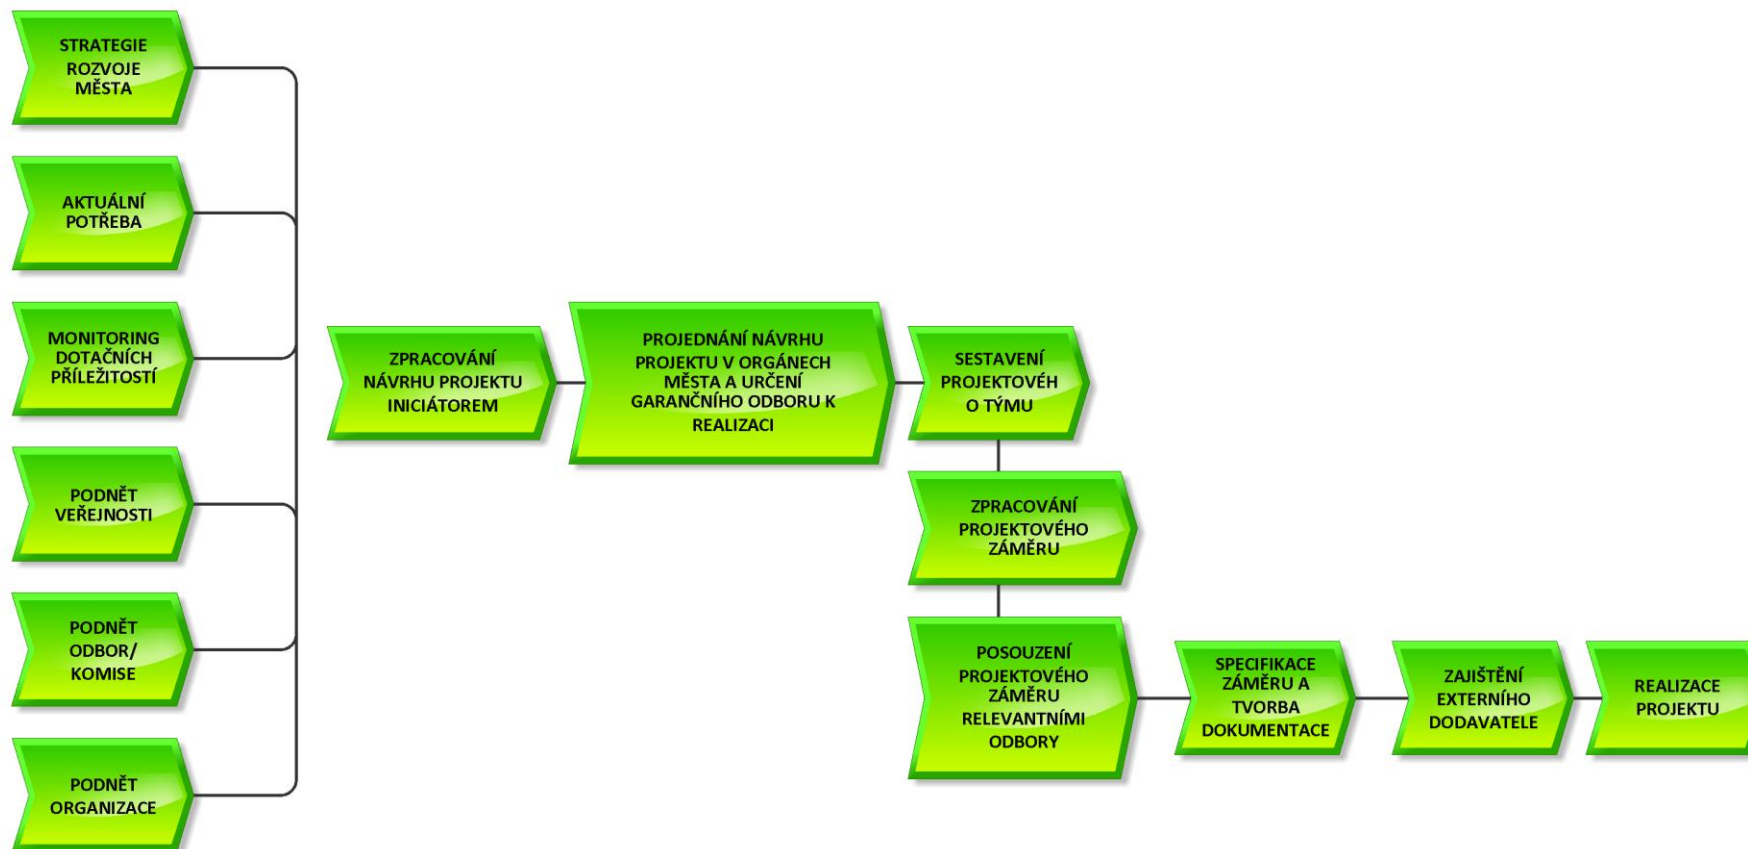 STRATEGIE
ROZVOJE
MĚSTA
AKTUÁLNÍ
POTŘEBA
MONITORING
DOTAČNÍCH
PŘÍLEŽITOSTÍ
PODNĚT
VEŘEJNOSTI
PODNĚT
ODBOR/
KOMISE
PODNĚT
ORGANIZACE
ZPRACOVÁNÍ
NÁVRHU PROJEKTU
INICIÁTOREM
PROJEDNÁNÍ NÁVRHU
PROJEKTU V ORGÁNECH
MĚSTA A URČENÍ
GARANČNÍHO ODBORU K
REALIZACI
SESTAVENÍ
PROJEKTOVÉH
O TÝMU
ZPRACOVÁNÍ
PROJEKTOVÉHO
ZÁMĚRU
POSOUZENÍ
PROJEKTOVÉHO
ZÁMĚRU
RELEVANTNÍMI
ODBORY
SPECIFIKACE
ZÁMĚRU A
TVORBA
DOKUMENTACE
ZAJIŠTĚNÍ
EXTERNÍHO
DODAVATELE
REALIZACE
PROJEKTU